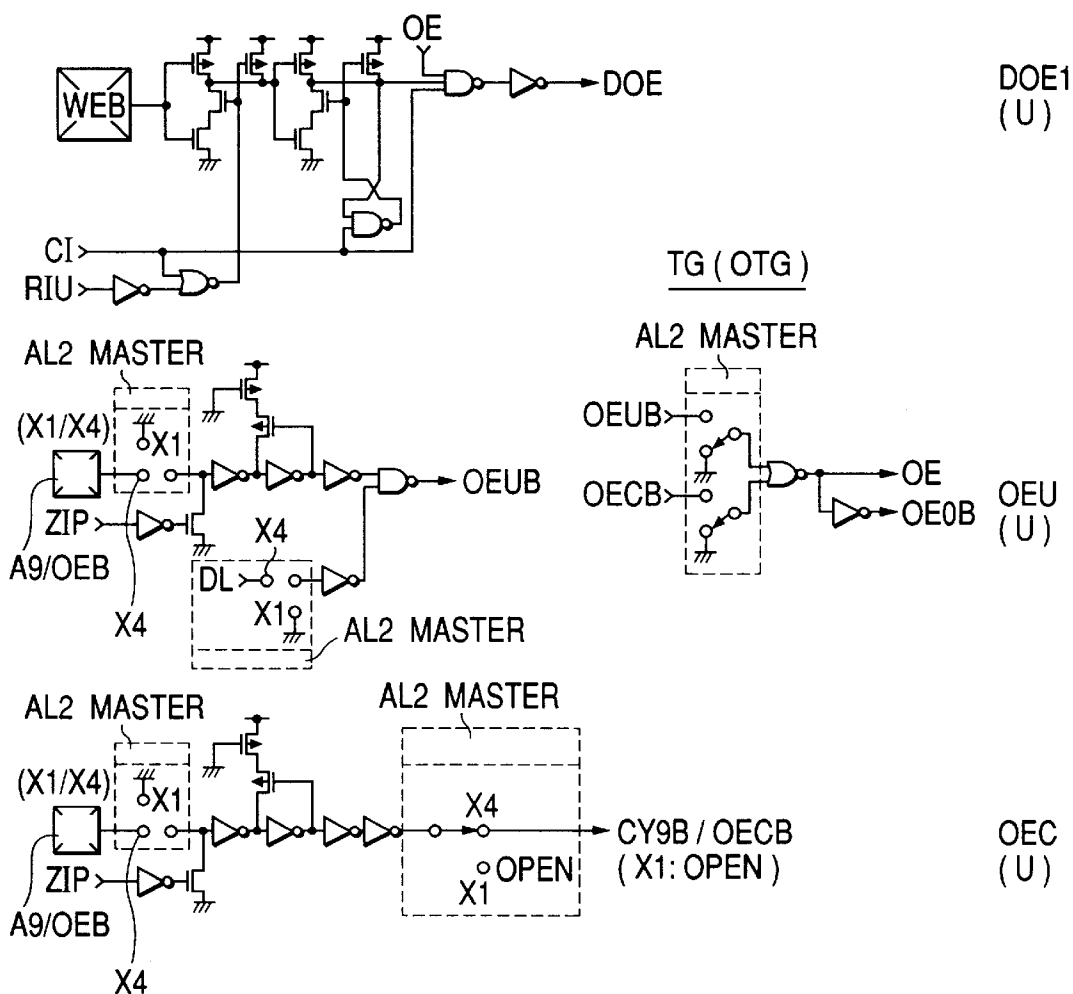 OE
WEB
DOE
DOE1
(U)
CI
RIU
TG (OTG)
AL2 MASTER
AL2 MASTER
(X1/X4)
X1
OEUB
OEUB
OECB
OE
OE0B
OEU
(U)
ZIP
A9/OEB
X4
X4
DL
X1
AL2 MASTER
AL2 MASTER
AL2 MASTER
(X1/X4)
X1
X4
CY9B / OECB
(X1: OPEN)
OPEN
X1
OEC
(U)
ZIP
A9/OEB
X4